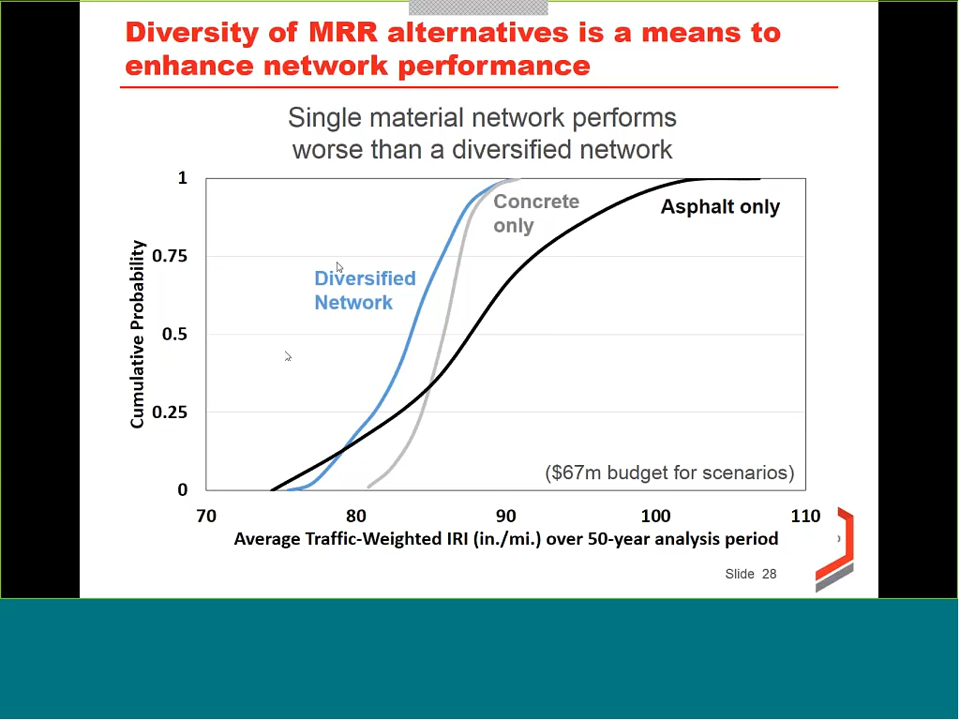 Diversity of MRR alternatives is a means to
enhance network performance
Single material network performs
worse than a diversified network
1
0.75
0.5
0.25
0
Cumulative Probability
Concrete
only
Asphalt only
Diversified
Network
($67m budget for scenarios)
70
80
90
100
110
Average Traffic-Weighted IRI (in./mi.) over 50-year analysis period
Slide 28